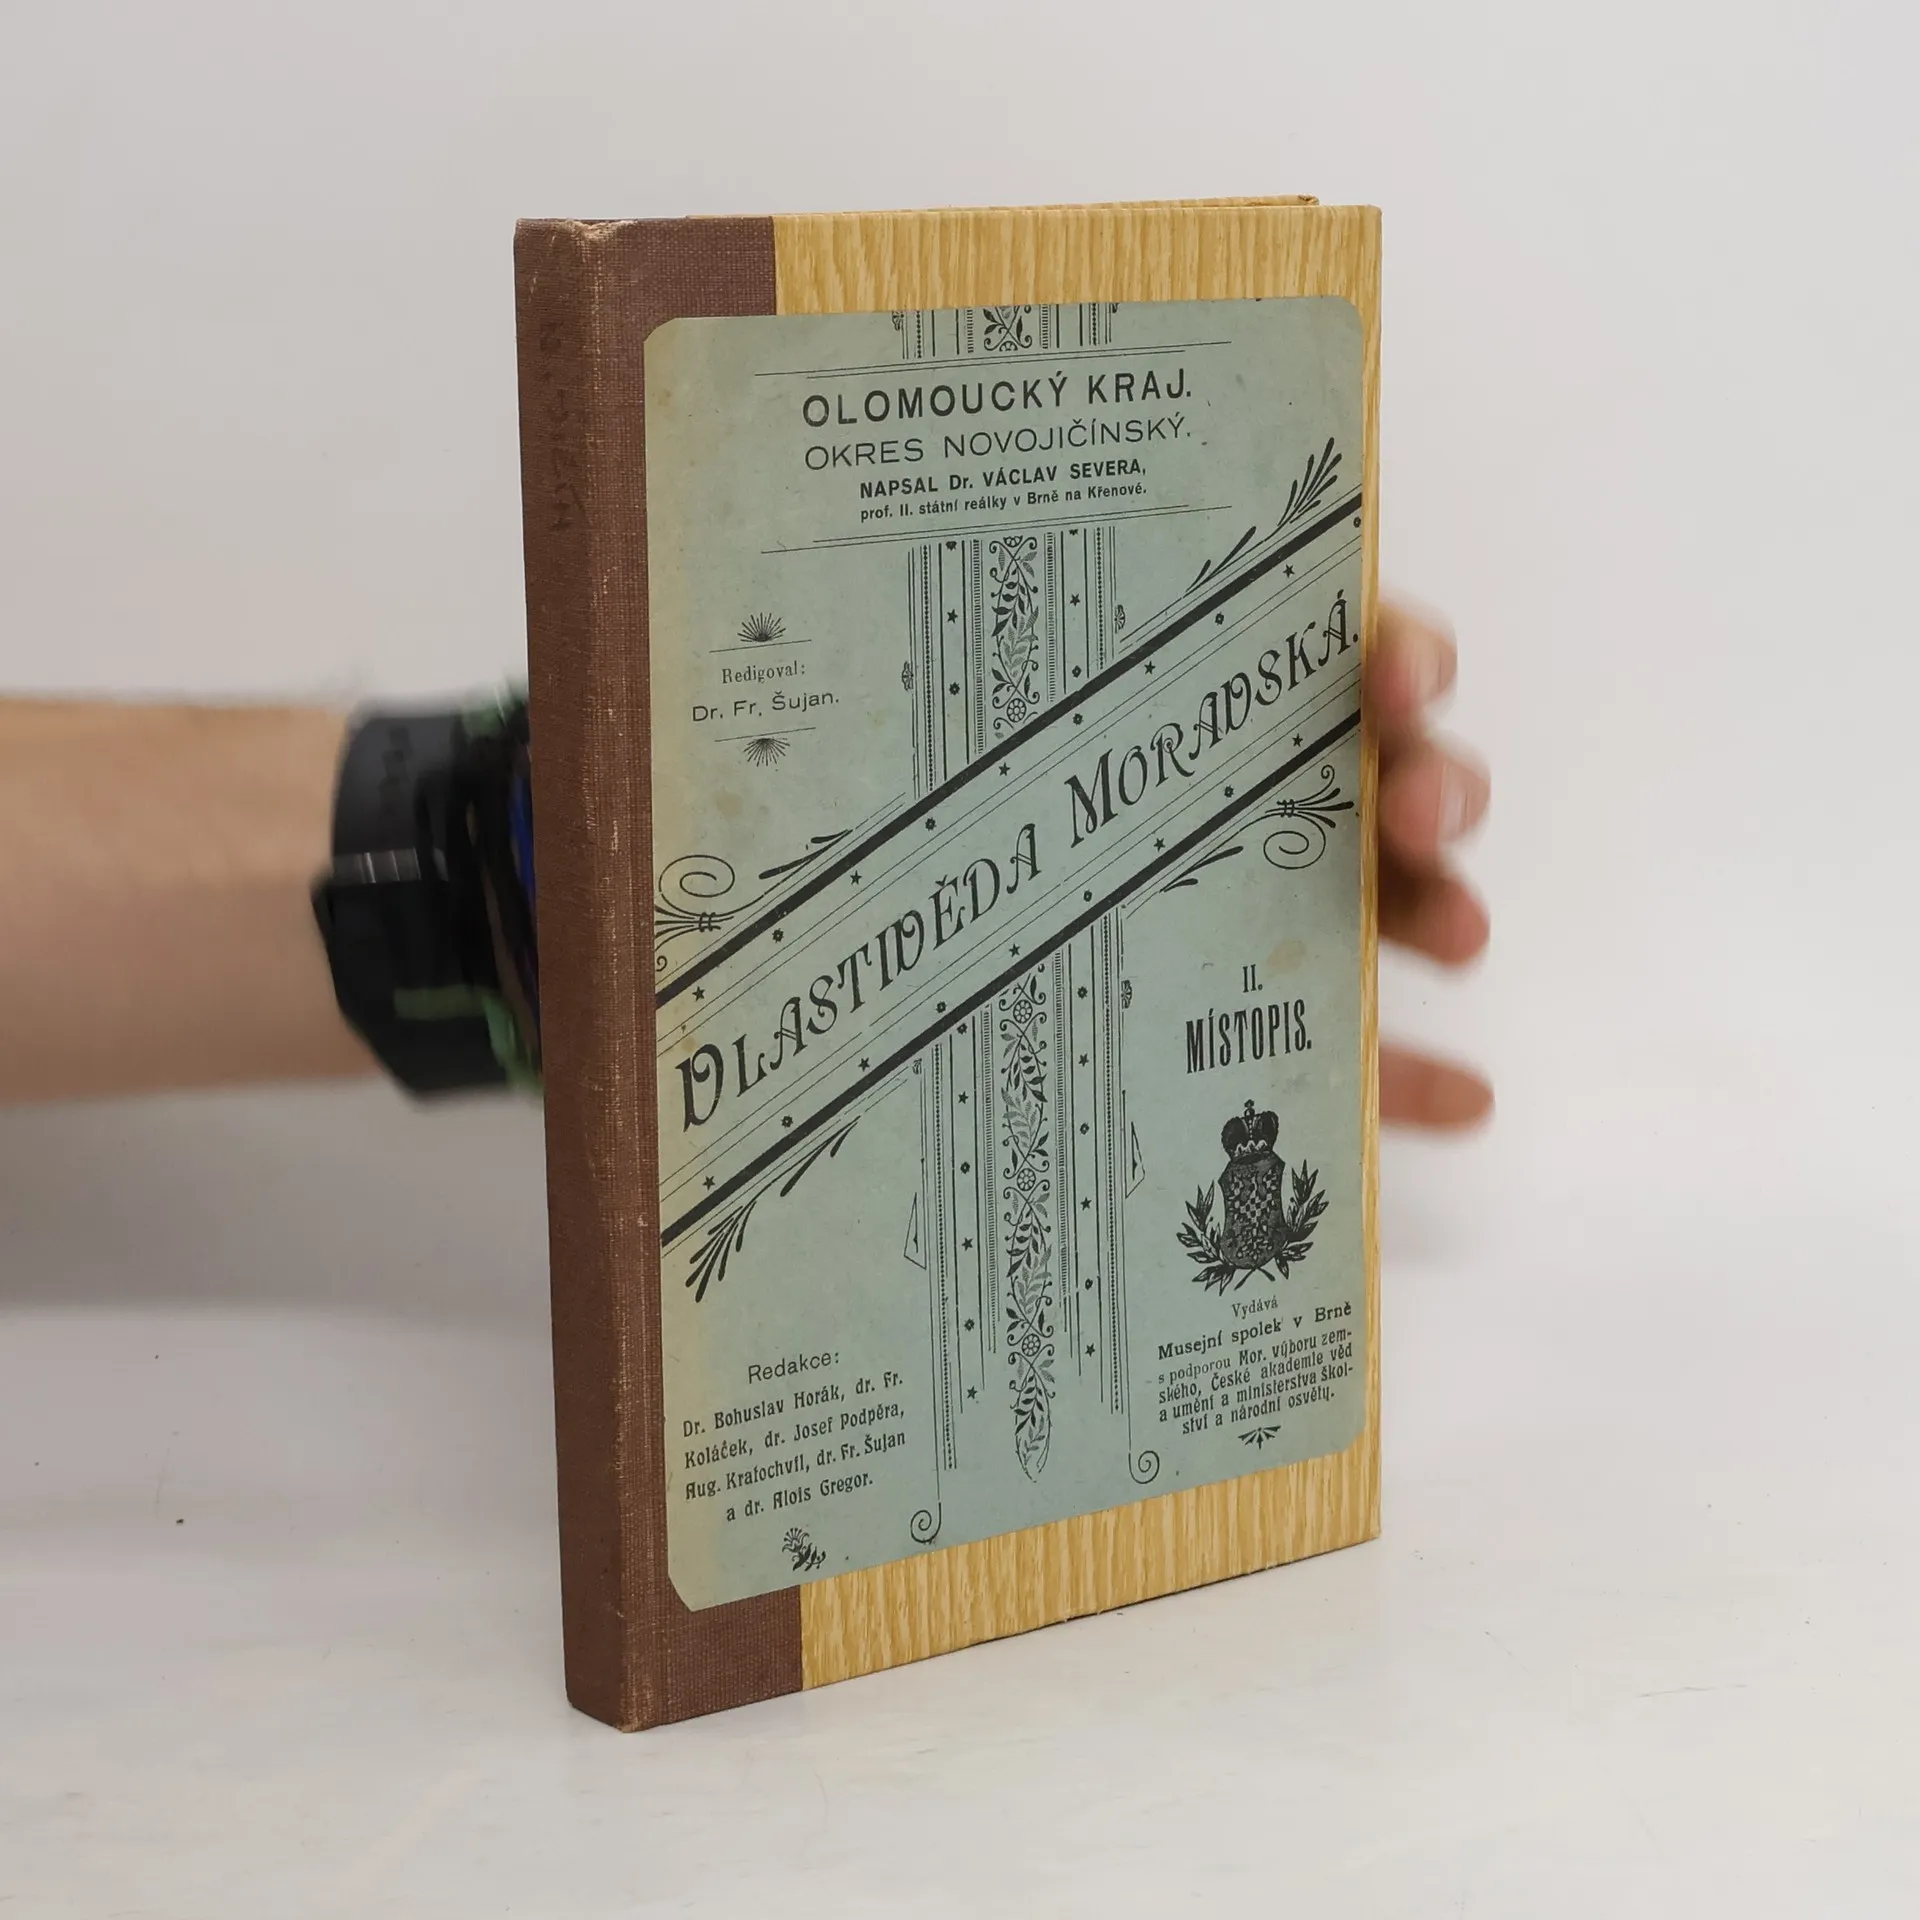 OLOMOUCKÝ KRAJ.
OKRES NOVOJIČÍNSKÝ.
NAPSAL Dr. VÁCLAV SEVERA,
prof. II. státní reálky v Brně na Křenové.
Redigoval:
Dr. Fr. Šujan.
VLASTIVĚDA MORAVSKÁ.
II.
MÍSTOPIS.
Vydává
Musejní spolek v Brně
s podporou Mor. výboru zem-
ského, České akademie věd
a umění a ministerstva škol-
ství a národní osvěty.
Redakce:
Dr. Bohuslav Horák, dr. Fr.
Koláček, dr. Josef Podpěra,
Aug. Kratochvíl, dr. Fr. Šujan
a dr. Alois Gregor.